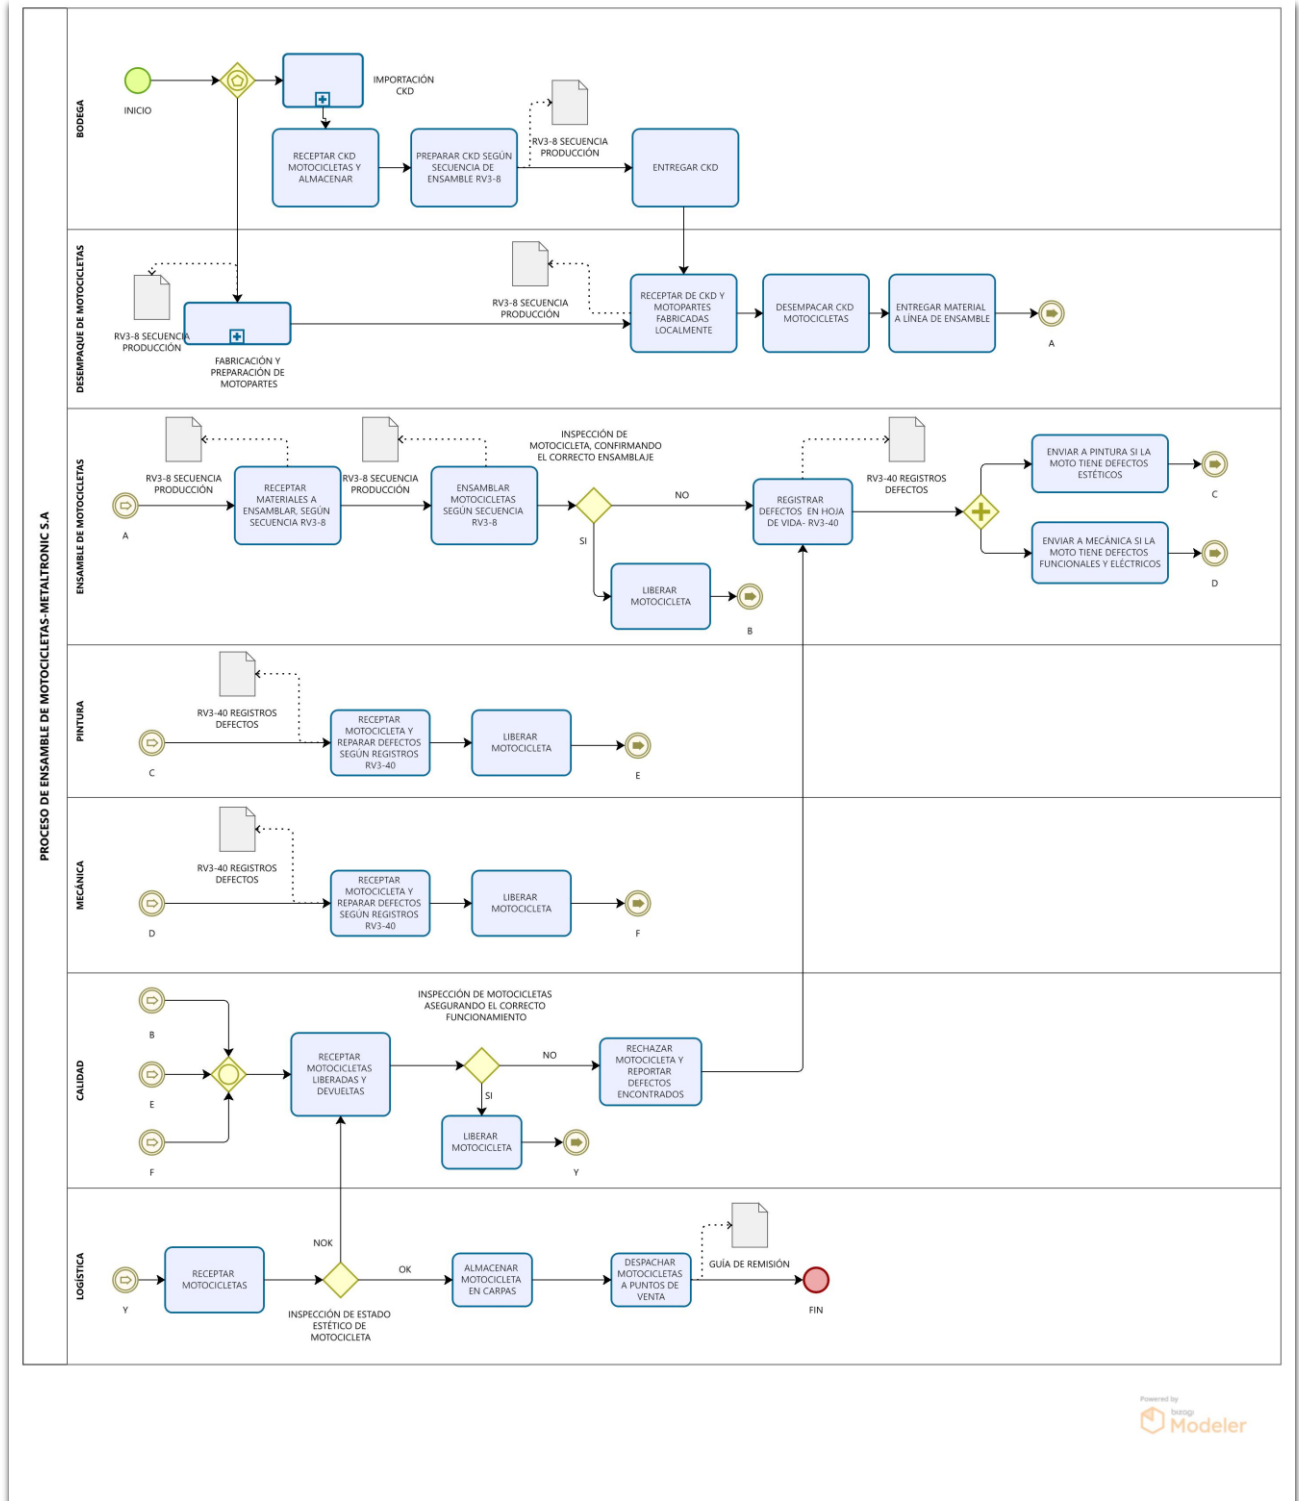 PROCESO DE ENSAMBLE DE MOTOCICLETAS-METALTRONIC S.A
BODEGA
INICIO
IMPORTACIÓN
CKD
RECEPTAR CKD
MOTOCICLETAS Y
ALMACENAR
PREPARAR CKD SEGÚN
SECUENCIA DE
ENSAMBLE RV3-8
RV3-8 SECUENCIA
PRODUCCIÓN
ENTREGAR CKD
DESEMPAQUE DE MOTOCICLETAS
RV3-8 SECUENCIA
PRODUCCIÓN
FABRICACIÓN Y
PREPARACIÓN DE
MOTOPARTES
RV3-8 SECUENCIA
PRODUCCIÓN
RECEPTAR DE CKD Y
MOTOPARTES
FABRICADAS
LOCALMENTE
DESEMPACAR CKD
MOTOCICLETAS
ENTREGAR MATERIAL
A LÍNEA DE ENSAMBLE
A
ENSAMBLE DE MOTOCICLETAS
A
RV3-8 SECUENCIA
PRODUCCIÓN
RECEPTAR
MATERIALES A
ENSAMBLAR, SEGÚN
SECUENCIA RV3-8
RV3-8 SECUENCIA
PRODUCCIÓN
ENSAMBLAR
MOTOCICLETAS
SEGÚN SECUENCIA
RV3-8
INSPECCIÓN DE
MOTOCICLETA, CONFIRMANDO
EL CORRECTO ENSAMBLAJE
NO
SI
LIBERAR
MOTOCICLETA
B
REGISTRAR
DEFECTOS EN HOJA
DE VIDA- RV3-40
RV3-40 REGISTROS
DEFECTOS
ENVIAR A PINTURA SI LA
MOTO TIENE DEFECTOS
ESTÉTICOS
C
ENVIAR A MECÁNICA SI LA
MOTO TIENE DEFECTOS
FUNCIONALES Y ELÉCTRICOS
D
PINTURA
C
RV3-40 REGISTROS
DEFECTOS
RECEPTAR
MOTOCICLETA Y
REPARAR DEFECTOS
SEGÚN REGISTROS
RV3-40
LIBERAR
MOTOCICLETA
E
MECÁNICA
D
RV3-40 REGISTROS
DEFECTOS
RECEPTAR
MOTOCICLETA Y
REPARAR DEFECTOS
SEGÚN REGISTROS
RV3-40
LIBERAR
MOTOCICLETA
F
CALIDAD
B
E
F
RECEPTAR
MOTOCICLETAS
LIBERADAS Y
DEVUELTAS
INSPECCIÓN DE MOTOCICLETAS
ASEGURANDO EL CORRECTO
FUNCIONAMIENTO
NO
SI
RECHAZAR
MOTOCICLETA Y
REPORTAR
DEFECTOS
ENCONTRADOS
LIBERAR
MOTOCICLETA
Y
LOGÍSTICA
Y
RECEPTAR
MOTOCICLETAS
NOK
OK
INSPECCIÓN DE ESTADO
ESTÉTICO DE
MOTOCICLETA
ALMACENAR
MOTOCICLETA
EN CARPAS
DESPACHAR
MOTOCICLETAS
A PUNTOS DE
VENTA
GUÍA DE REMISIÓN
FIN
Powered by
bizagi
Modeler